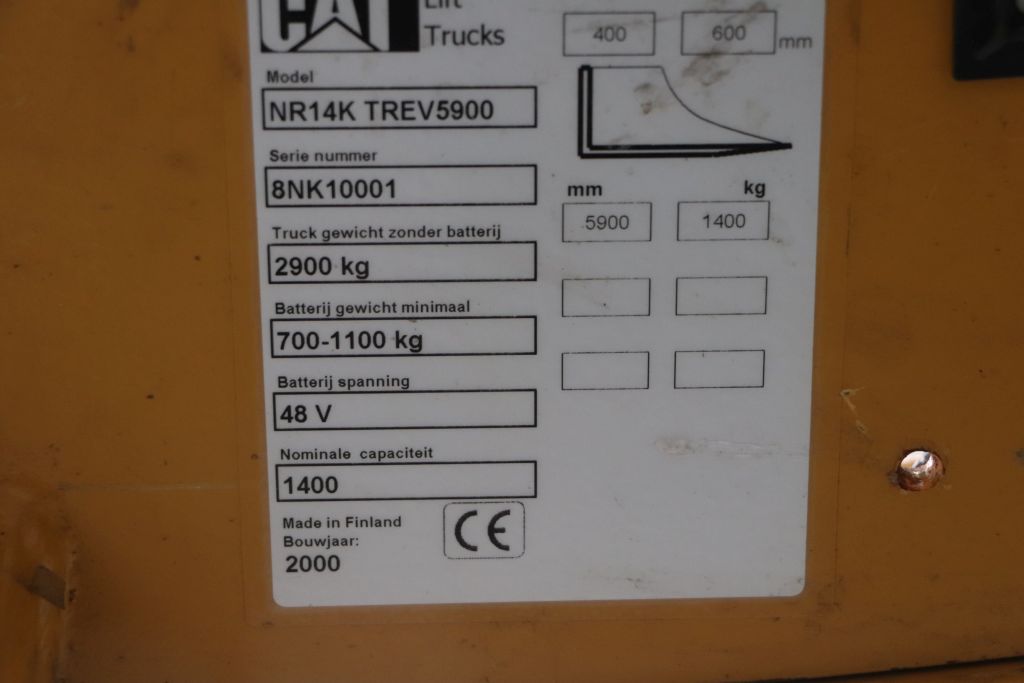 CAT Lift
Trucks
Model
NR14K TREV5900
Serie nummer
8NK10001
Truck gewicht zonder batterij
2900 kg
Batterij gewicht minimaal
700-1100 kg
Batterij spanning
48 V
Nominale capaciteit
1400
Made in Finland
Bouwjaar:
2000
CE
400 600 mm
mm kg
5900 1400